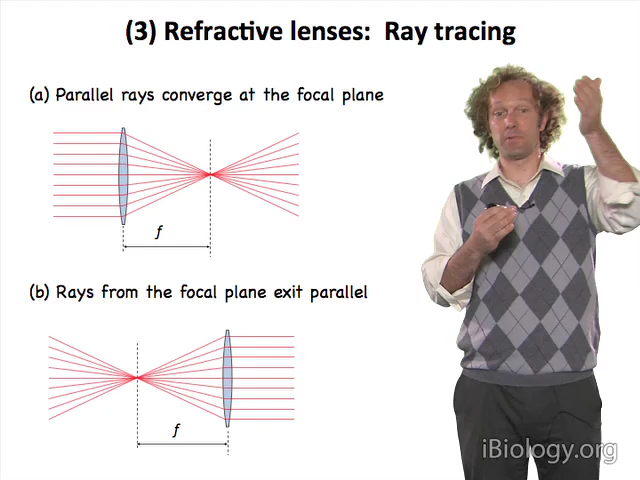 (3) Refractive lenses: Ray tracing
(a) Parallel rays converge at the focal plane
f
(b) Rays from the focal plane exit parallel
f
iBiology.org